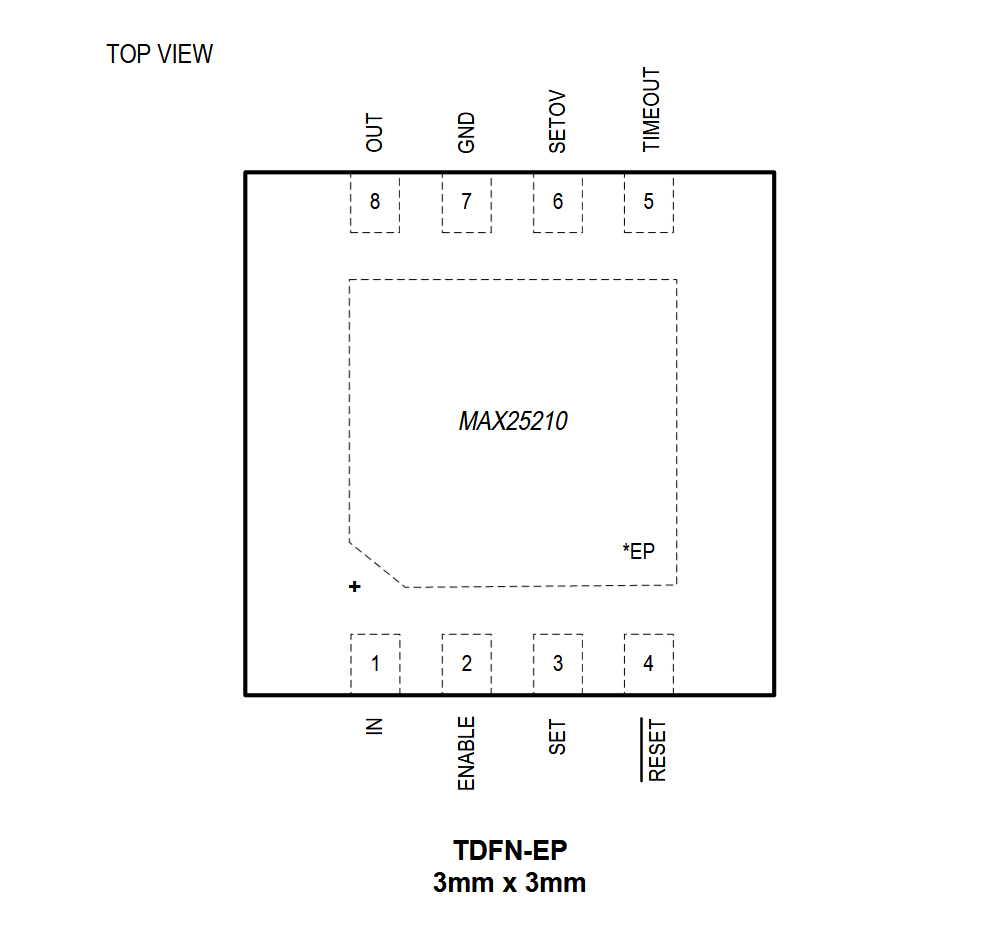 TOP VIEW
OUT
GND
SETOV
TIMEOUT
8
7
6
5
MAX25210
*EP
+
1
2
3
4
IN
ENABLE
SET
RESET
TDFN-EP
3mm x 3mm